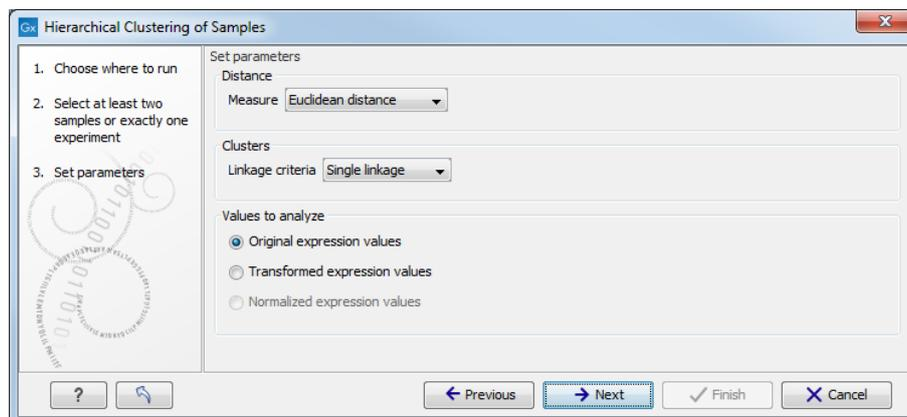 Gx Hierarchical Clustering of Samples
X
1. Choose where to run
2. Select at least two
samples or exactly one
experiment
3. Set parameters
Set parameters
Distance
Measure Euclidean distance
Clusters
Linkage criteria Single linkage
Values to analyze
Original expression values
Transformed expression values
Normalized expression values
?
Previous
Next
Finish
Cancel